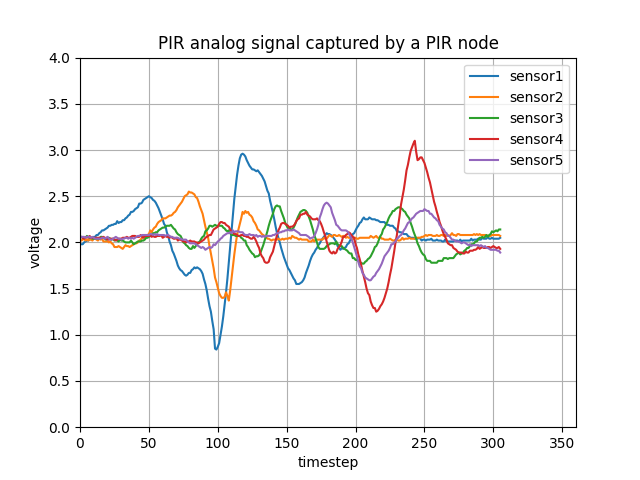 PIR analog signal captured by a PIR node
4.0
3.5
3.0
2.5
2.0
1.5
1.0
0.5
0.0
voltage
sensor1
sensor2
sensor3
sensor4
sensor5
0 50 100 150 200 250 300 350
timestep